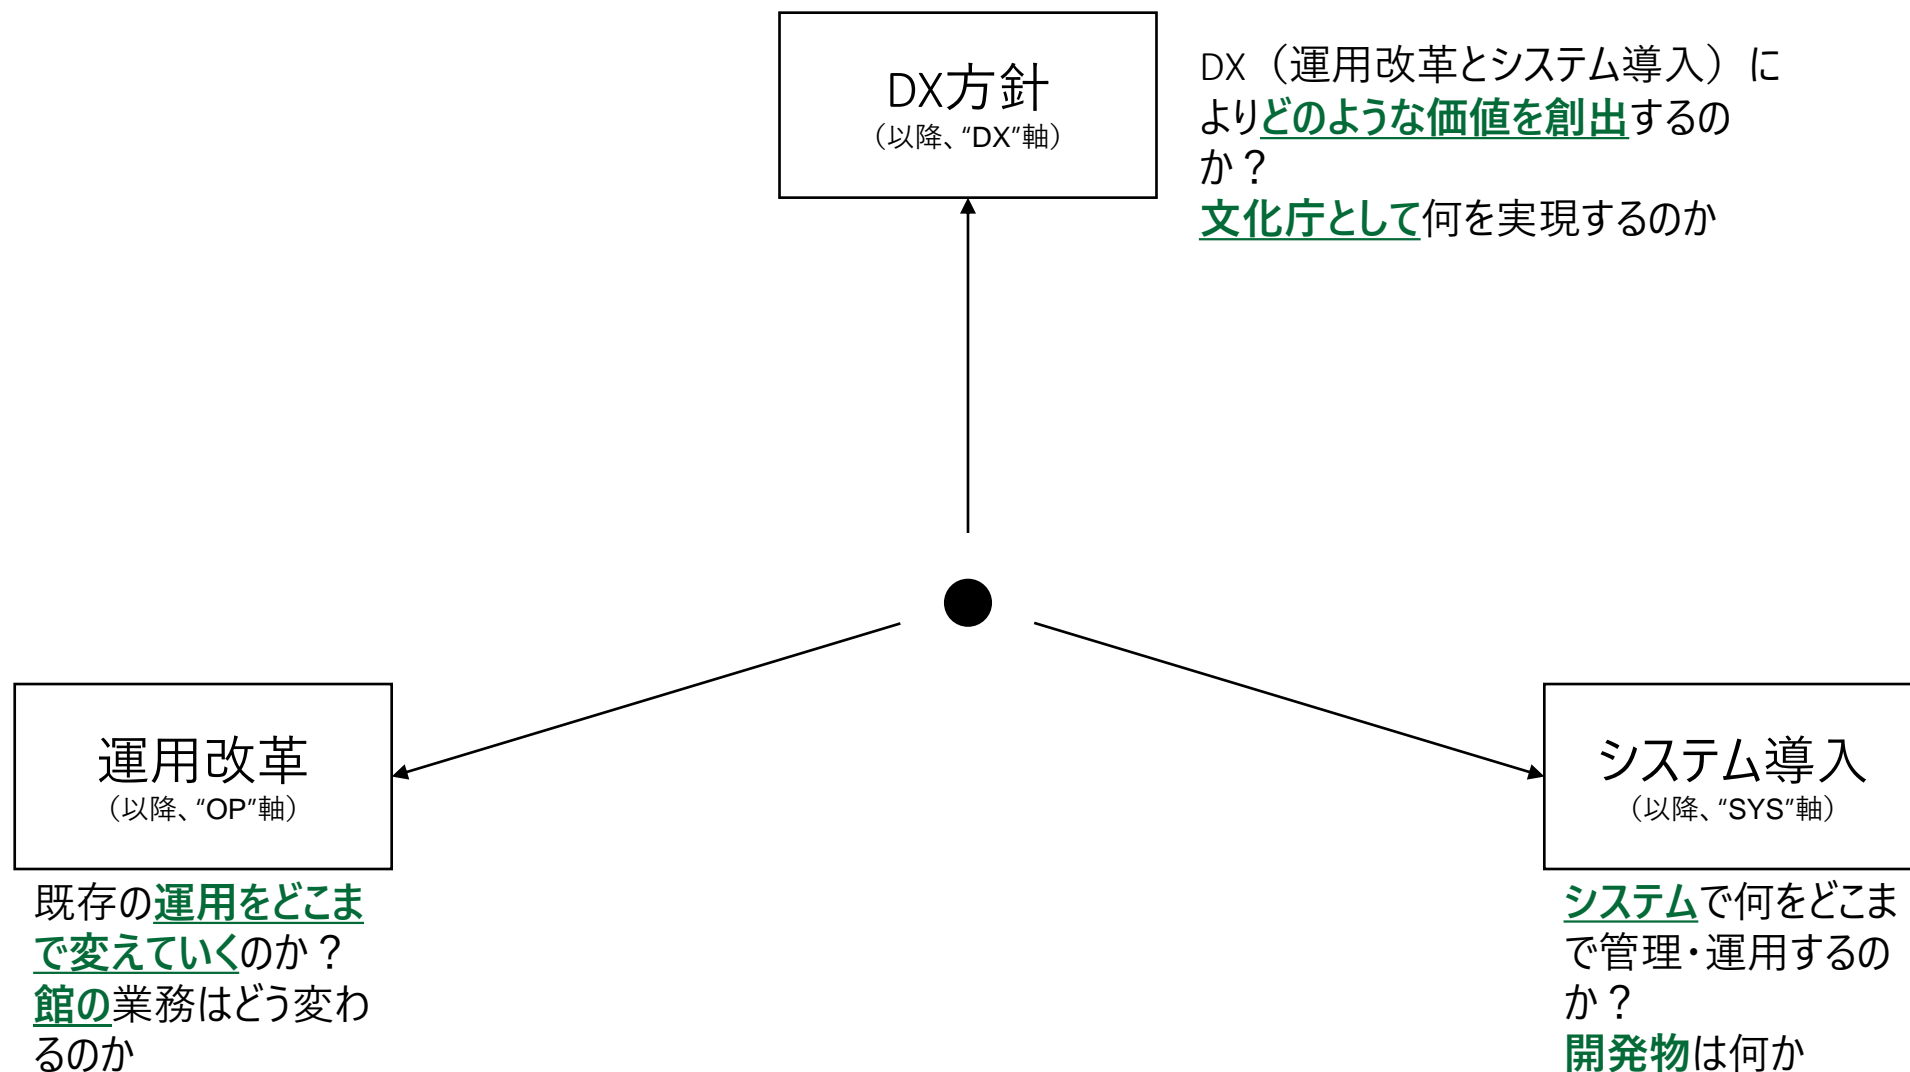 DX方針
（以降、“DX”軸）
DX（運用改革とシステム導入）に
よりどのような価値を創出するの
か？
文化庁として何を実現するのか
運用改革
（以降、“OP”軸）
既存の運用をどこま
で変えていくのか？
館の業務はどう変わ
るのか
システム導入
（以降、“SYS”軸）
システムで何をどこま
で管理・運用するの
か？
開発物は何か